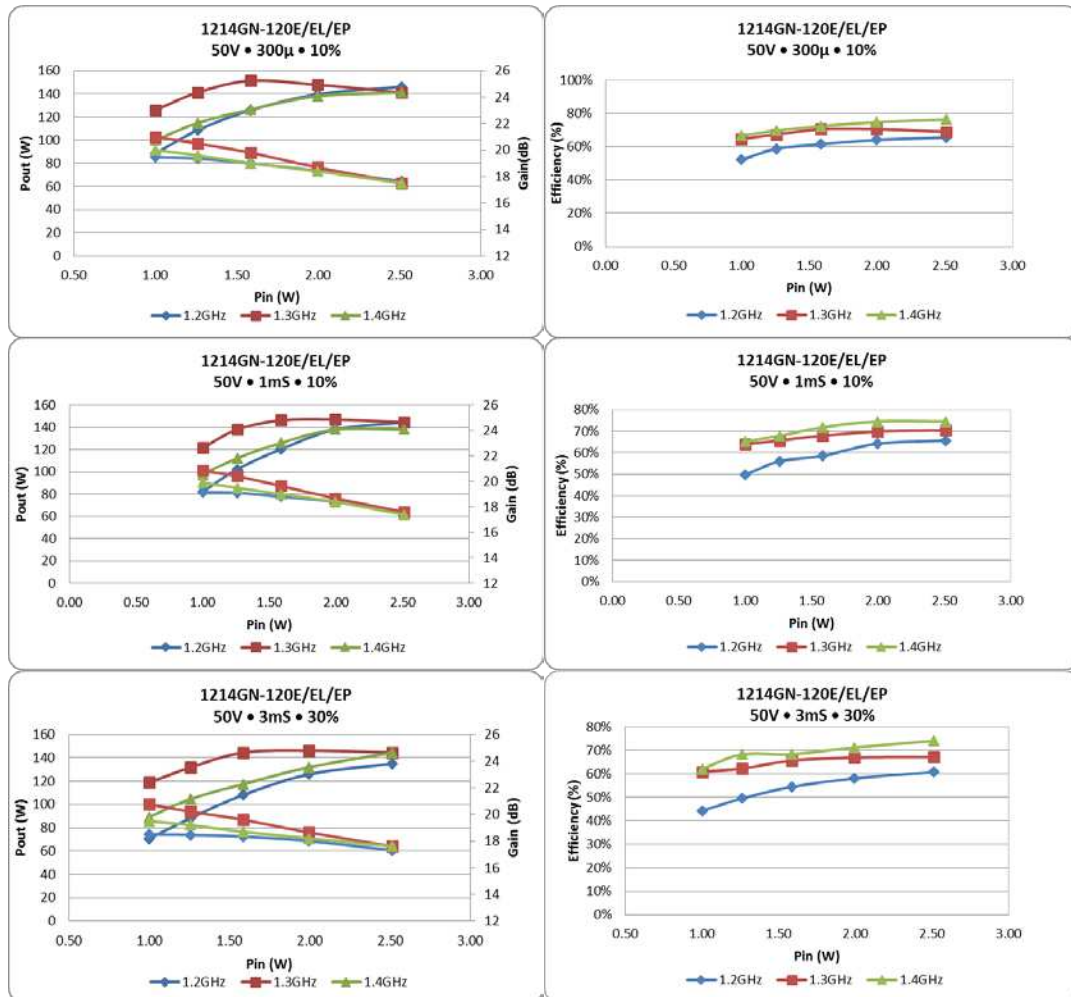 1214GN-120E/EL/EP
50V • 300µ • 10%
Pout (W)
160
140
120
100
80
60
40
20
0
26
24
22
20
18
16
14
12
Gain(dB)
0.50 1.00 1.50 2.00 2.50 3.00
Pin (W)
1.2GHz 1.3GHz 1.4GHz
1214GN-120E/EL/EP
50V • 300µ • 10%
Efficiency (%)
100%
80%
60%
40%
20%
0%
0.00 0.50 1.00 1.50 2.00 2.50 3.00
Pin (W)
1.2GHz 1.3GHz 1.4GHz
1214GN-120E/EL/EP
50V • 1mS • 10%
Pout (W)
160
140
120
100
80
60
40
20
0
26
24
22
20
18
16
14
12
Gain (dB)
0.00 0.50 1.00 1.50 2.00 2.50 3.00
Pin (W)
1.2GHz 1.3GHz 1.4GHz
1214GN-120E/EL/EP
50V • 1mS • 10%
Efficiency (%)
80%
70%
60%
50%
40%
30%
20%
10%
0%
0.00 0.50 1.00 1.50 2.00 2.50 3.00
Pin (W)
1.2GHz 1.3GHz 1.4GHz
1214GN-120E/EL/EP
50V • 3mS • 30%
Pout (W)
160
140
120
100
80
60
40
20
0
26
24
22
20
18
16
14
12
Gain (dB)
0.50 1.00 1.50 2.00 2.50 3.00
Pin (W)
1.2GHz 1.3GHz 1.4GHz
1214GN-120E/EL/EP
50V • 3mS • 30%
Efficiency (%)
80%
70%
60%
50%
40%
30%
20%
10%
0%
0.50 1.00 1.50 2.00 2.50 3.00
Pin (W)
1.2GHz 1.3GHz 1.4GHz